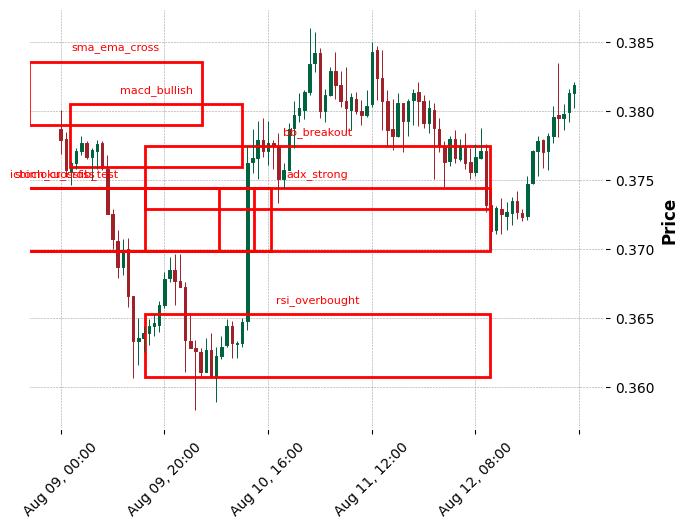 sma_ema_cross
macd_bullish
bb_breakout
adx_strong
rsi_overbought
0.385
0.380
0.375
0.370
0.365
0.360
Price
Aug 09, 00:00
Aug 09, 20:00
Aug 10, 16:00
Aug 11, 12:00
Aug 12, 08:00